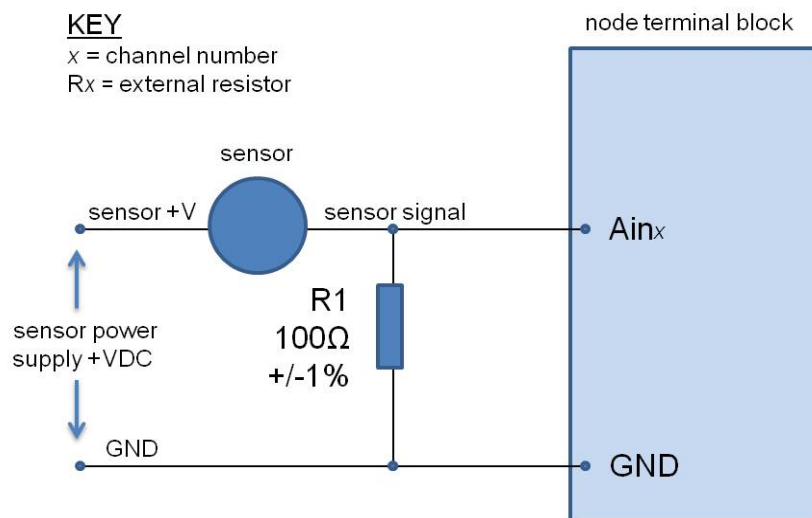 KEY
x = channel number
Rx = external resistor
node terminal block
sensor
sensor +V
sensor signal
Ainx
R1
100Ω
+/-1%
sensor power
supply +VDC
GND
GND